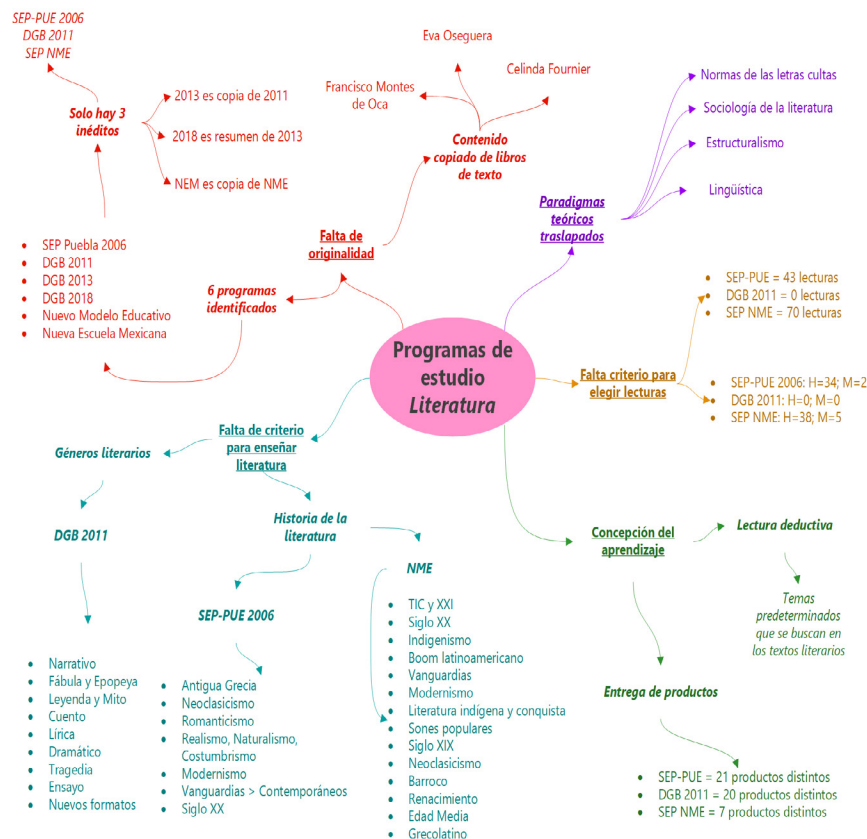 Programas de
estudio
Literatura
Falta de
originalidad
6 programas
identificados
• SEP Puebla 2006
• DGB 2011
• DGB 2013
• DGB 2018
• Nuevo Modelo Educativo
• Nueva Escuela Mexicana
Solo hay 3
inéditos
SEP-PUE 2006
DGB 2011
SEP NME
2013 es copia de 2011
2018 es resumen de 2013
NEM es copia de NME
Contenido
copiado de libros
de texto
Francisco Montes
de Oca
Eva Oseguera
Celinda Fournier
Paradigmas
teóricos
traslapados
Normas de las letras cultas
Sociología de la literatura
Estructuralismo
Lingüística
Falta criterio para
elegir lecturas
• SEP-PUE = 43 lecturas
• DGB 2011 = 0 lecturas
• SEP NME = 70 lecturas
• SEP-PUE 2006: H=34; M=2
• DGB 2011: H=0; M=0
• SEP NME: H=38; M=5
Concepción del
aprendizaje
Lectura deductiva
Temas
predeterminados
que se buscan en
los textos literarios
Entrega de productos
• SEP-PUE = 21 productos distintos
• DGB 2011 = 20 productos distintos
• SEP NME = 7 productos distintos
Falta de criterio
para enseñar
literatura
Géneros literarios
DGB 2011
• Narrativo
• Fábula y Epopeya
• Leyenda y Mito
• Cuento
• Lírica
• Dramático
• Tragedia
• Ensayo
• Nuevos formatos
Historia de la
literatura
SEP-PUE 2006
• Antigua Grecia
• Neoclasicismo
• Romanticismo
• Realismo, Naturalismo,
Costumbrismo
• Modernismo
• Vanguardias > Contemporáneos
• Siglo XX
NME
• TIC y XXI
• Siglo XX
• Indigenismo
• Boom latinoamericano
• Vanguardias
• Modernismo
• Literatura indígena y conquista
• Sones populares
• Siglo XIX
• Neoclasicismo
• Barroco
• Renacimiento
• Edad Media
• Grecolatino